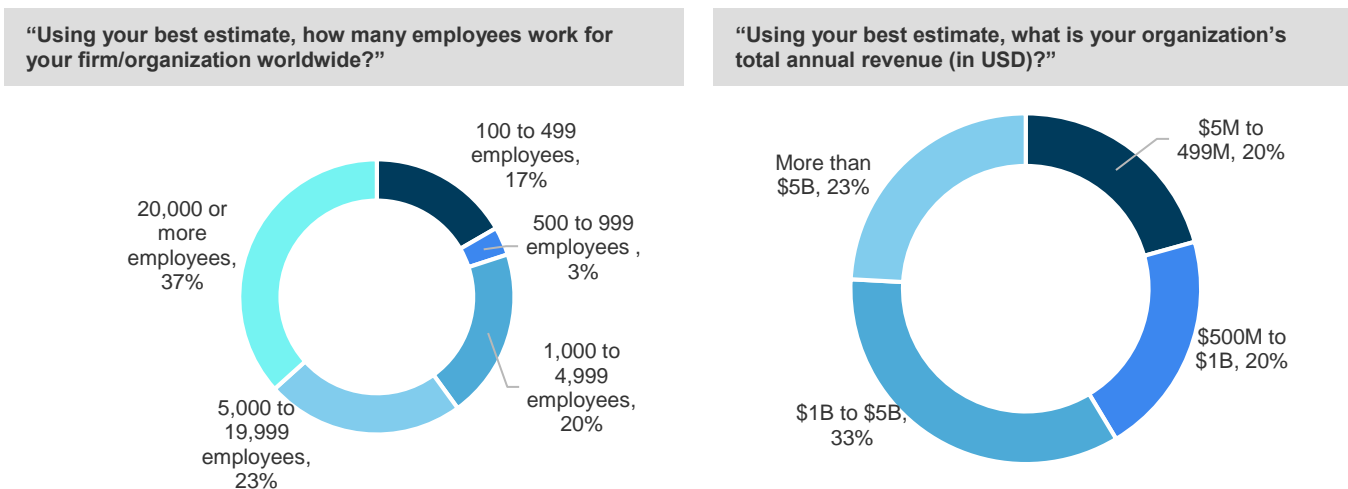 “Using your best estimate, how many employees work for
your firm/organization worldwide?”
100 to 499
employees,
17%
500 to 999
employees ,
3%
1,000 to
4,999
employees,
20%
5,000 to
19,999
employees,
23%
20,000 or
more
employees,
37%
“Using your best estimate, what is your organization’s
total annual revenue (in USD)?”
$5M to
499M, 20%
$500M to
$1B, 20%
$1B to $5B,
33%
More than
$5B, 23%